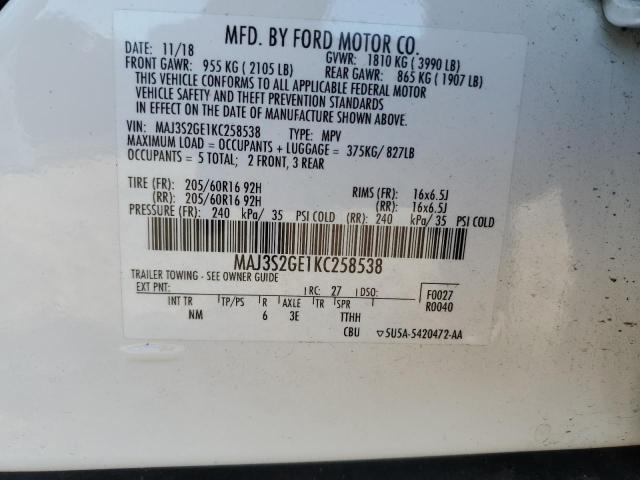 MFD. BY FORD MOTOR CO.
DATE: 11/18 GVWR: 1810 KG ( 3990 LB)
FRONT GAWR: 955 KG ( 2105 LB) REAR GAWR: 865 KG ( 1907 LB)
THIS VEHICLE CONFORMS TO ALL APPLICABLE FEDERAL MOTOR
VEHICLE SAFETY AND THEFT PREVENTION STANDARDS
IN EFFECT ON THE DATE OF MANUFACTURE SHOWN ABOVE.
VIN: MAJ3S2GE1KC258538 TYPE: MPV
MAXIMUM LOAD = OCCUPANTS + LUGGAGE = 375KG/ 827LB
OCCUPANTS = 5 TOTAL; 2 FRONT, 3 REAR
TIRE (FR): 205/60R16 92H RIMS (FR): 16x6.5J
(RR): 205/60R16 92H (RR): 16x6.5J
PRESSURE (FR): 240 kPa/ 35 PSI COLD (RR): 240 kPa/ 35 PSI COLD
MAJ3S2GE1KC258538
TRAILER TOWING - SEE OWNER GUIDE
EXT PNT: RC: 27 DSO: F0027
R0040
INT TR TP/PS R AXLE TR SPR
NM 6 3E TTHH
CBU ▽5U5A-5420472-AA